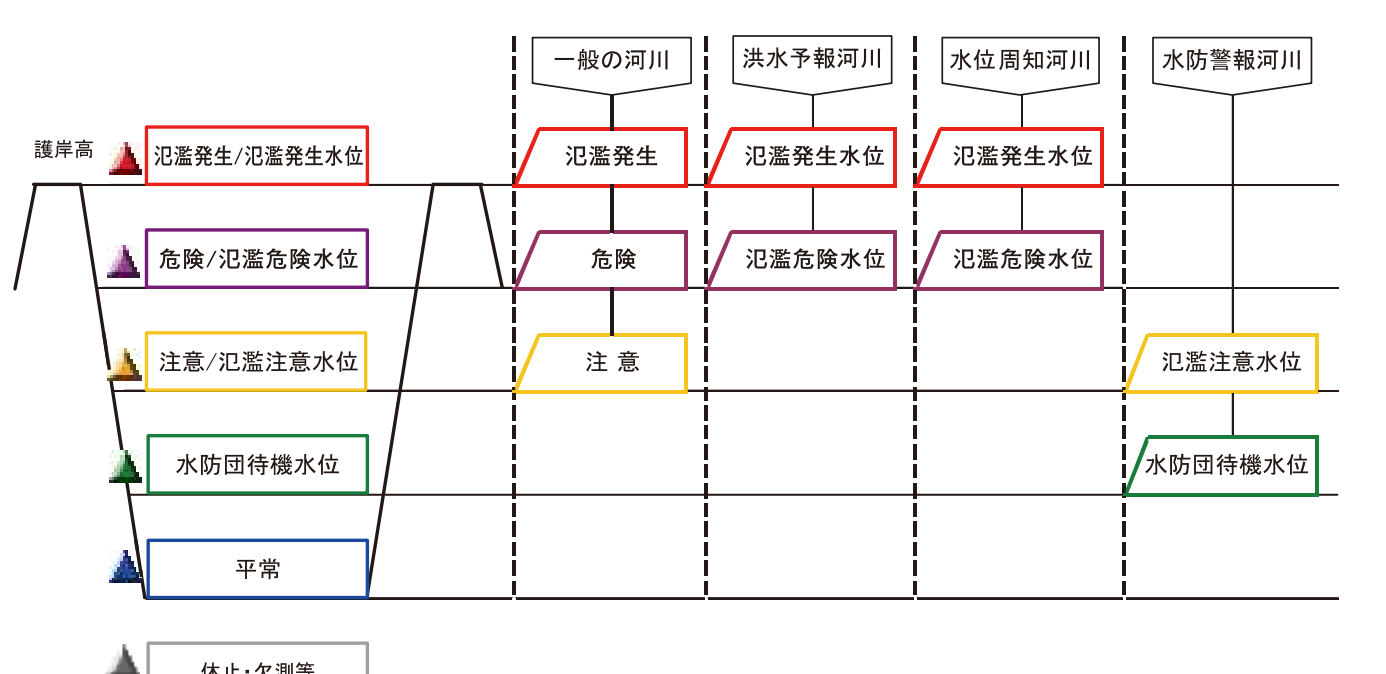 一般の河川
洪水予報河川
水位周知河川
水防警報河川
護岸高
氾濫発生/氾濫発生水位
氾濫発生
氾濫発生水位
氾濫発生水位
危険/氾濫危険水位
危険
氾濫危険水位
氾濫危険水位
注意/氾濫注意水位
注 意
氾濫注意水位
水防団待機水位
水防団待機水位
平常
休止・欠測等